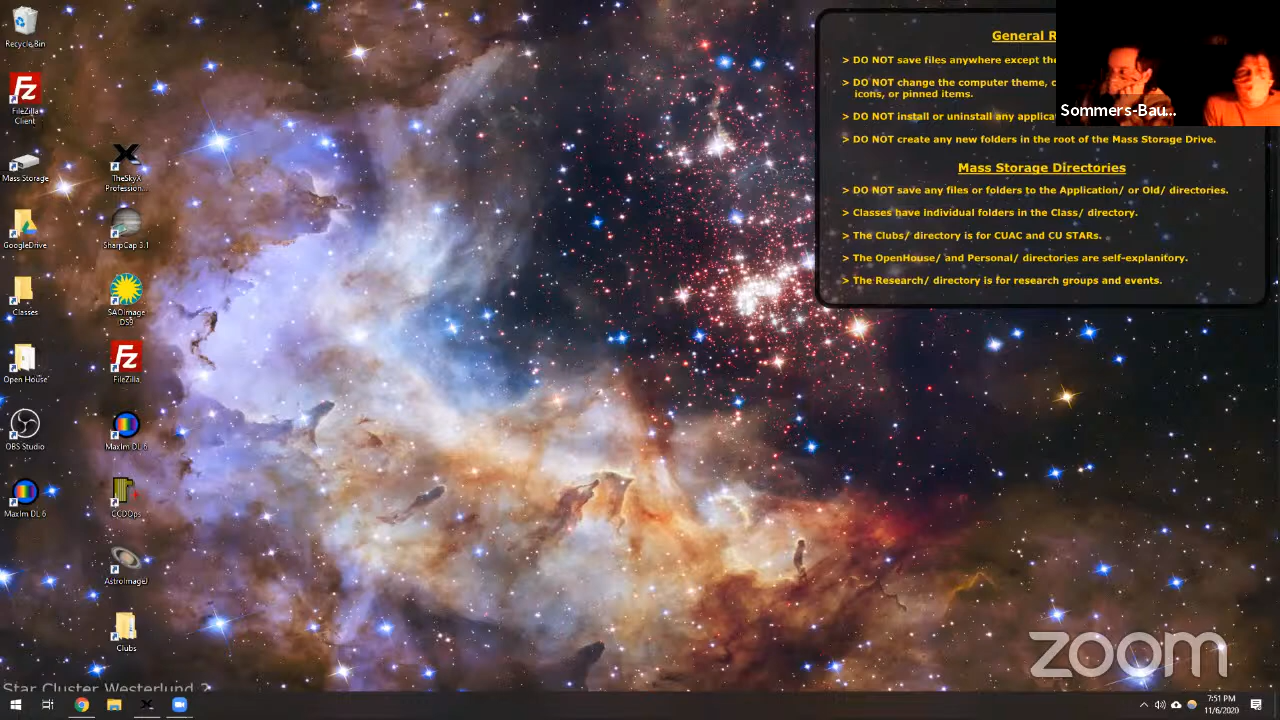 Recycle Bin
FileZilla
Client
Mass Storage
GoogleDrive
Classes
Open House
OBS Studio
MaxIm DL 6
TheSkyX
Profession...
SharpCap 3.1
SAOImage
DS9
FileZilla
MaxIm DL 6
CCDOps
AstroImageJ
Clubs
General R
> DO NOT save files anywhere except the
> DO NOT change the computer theme, c
icons, or pinned items.
> DO NOT install or uninstall any applica
> DO NOT create any new folders in the root of the Mass Storage Drive.
Mass Storage Directories
> DO NOT save any files or folders to the Application/ or Old/ directories.
> Classes have individual folders in the Class/ directory.
> The Clubs/ directory is for CUAC and CU STARs.
> The OpenHouse/ and Personal/ directories are self-explanifory.
> The Research/ directory is for research groups and events.
Sommers-Bau...
zoom
Star Cluster Westerlund 2
7:51 PM
11/6/2020